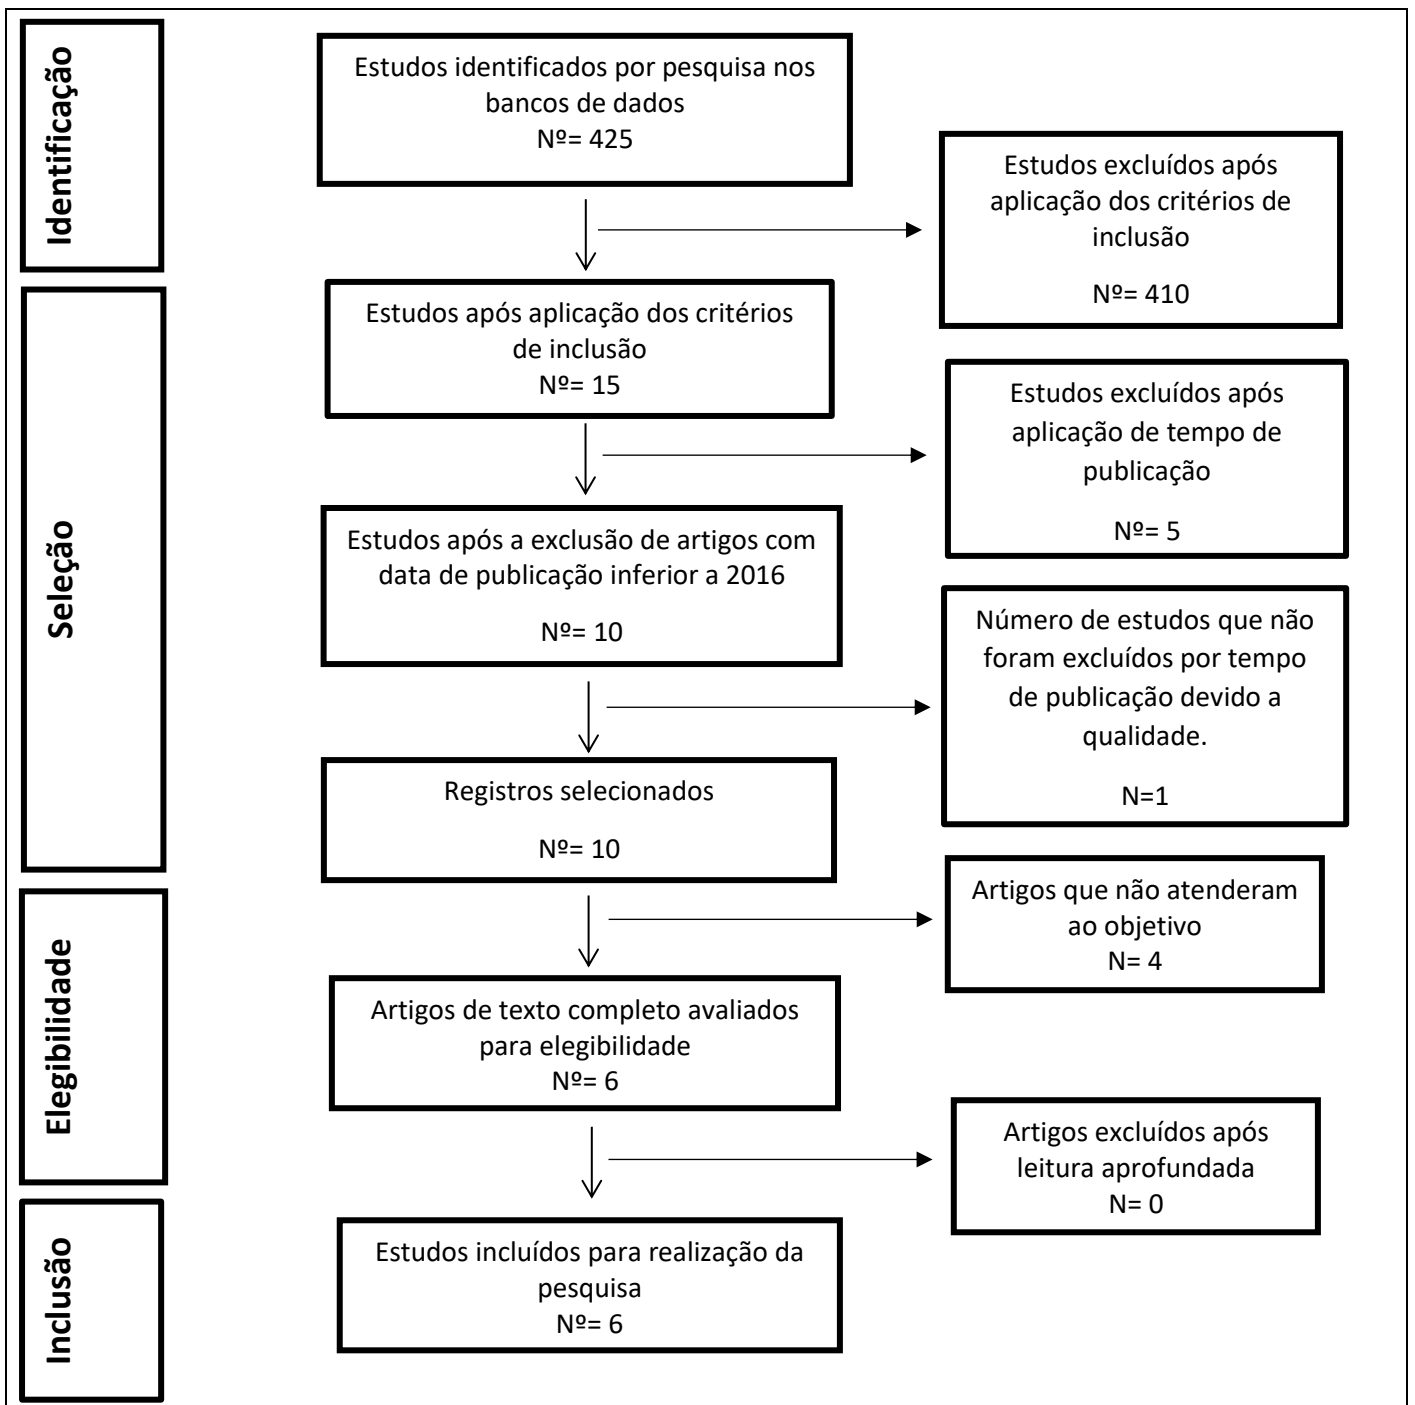 Identificação
Estudos identificados por pesquisa nos
bancos de dados
Nº= 425
Estudos excluídos após
aplicação dos critérios de
inclusão
Nº= 410
Seleção
Estudos após aplicação dos critérios
de inclusão
Nº= 15
Estudos excluídos após
aplicação de tempo de
publicação
Nº= 5
Estudos após a exclusão de artigos com
data de publicação inferior a 2016
Nº= 10
Número de estudos que não
foram excluídos por tempo
de publicação devido a
qualidade.
N=1
Registros selecionados
Nº= 10
Elegibilidade
Artigos que não atenderam
ao objetivo
N= 4
Artigos de texto completo avaliados
para elegibilidade
Nº= 6
Artigos excluídos após
leitura aprofundada
N= 0
Inclusão
Estudos incluídos para realização da
pesquisa
Nº= 6